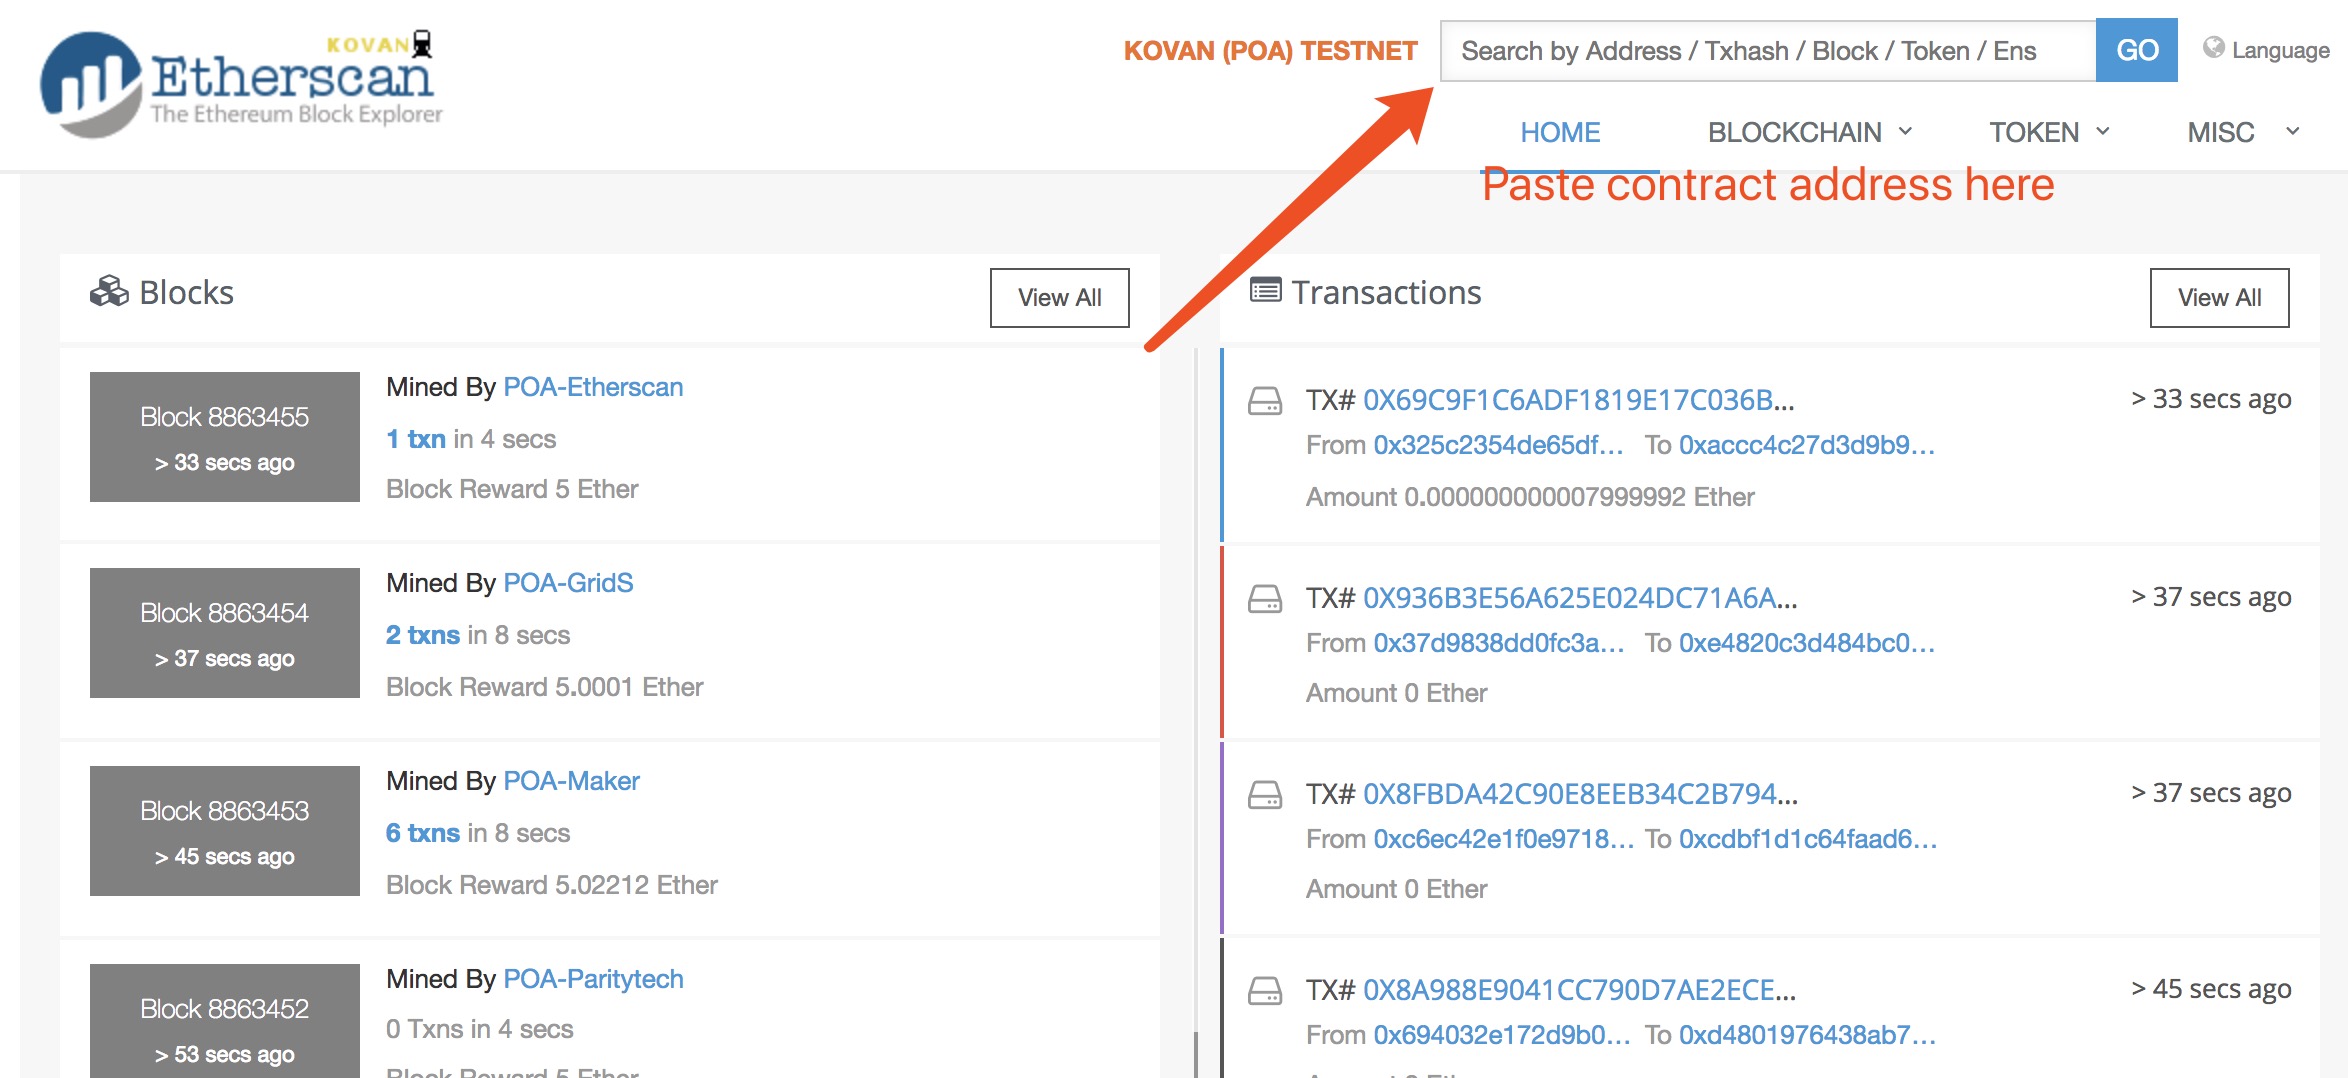 KOVAN
Etherscan
The Ethereum Block Explorer
KOVAN (POA) TESTNET
Search by Address / Txhash / Block / Token / Ens
GO
Language
HOME
BLOCKCHAIN
TOKEN
MISC
Paste contract address here
Blocks
View All
Block 8863455
> 33 secs ago
Mined By POA-Etherscan
1 txn in 4 secs
Block Reward 5 Ether
Block 8863454
> 37 secs ago
Mined By POA-GridS
2 txns in 8 secs
Block Reward 5.0001 Ether
Block 8863453
> 45 secs ago
Mined By POA-Maker
6 txns in 8 secs
Block Reward 5.02212 Ether
Block 8863452
> 53 secs ago
Mined By POA-Paritytech
0 Txns in 4 secs
Block Reward 5 Ether
Transactions
View All
TX# 0X69C9F1C6ADF1819E17C036B...
> 33 secs ago
From 0x325c2354de65df... To 0xaccc4c27d3d9b9...
Amount 0.000000000007999992 Ether
TX# 0X936B3E56A625E024DC71A6A...
> 37 secs ago
From 0x37d9838dd0fc3a... To 0xe4820c3d484bc0...
Amount 0 Ether
TX# 0X8FBDA42C90E8EEB34C2B794...
> 37 secs ago
From 0xc6ec42e1f0e9718... To 0xcdbf1d1c64faad6...
Amount 0 Ether
TX# 0X8A988E9041CC790D7AE2ECE...
> 45 secs ago
From 0x694032e172d9b0... To 0xd4801976438ab7...